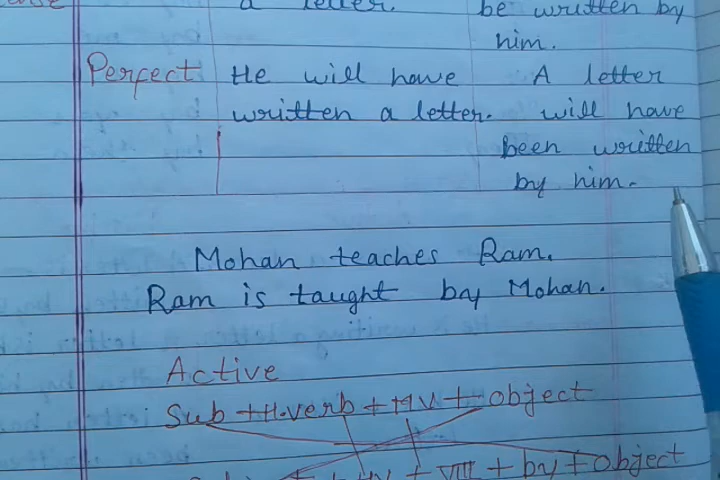 a letter. be written by
him.
Perfect He will have A letter
written a letter. will have
been written
by him.
Mohan teaches Ram.
Ram is taught by Mohan.
Active
Sub + H.verb + MV + object
+ HV + VIII + by + object